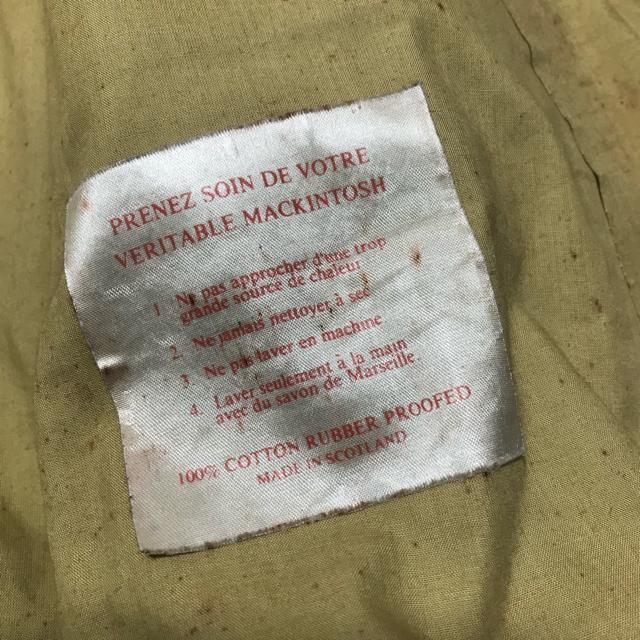 PRENEZ SOIN DE VOTRE
VERITABLE MACKINTOSH
1. Ne pas approcher d'une trop
grande source de chaleur
2. Ne jamais nettoyer à sec
3. Ne pas laver en machine
4. Laver seulement à la main
avec du savon de Marseille.
100% COTTON RUBBER PROOFED
MADE IN SCOTLAND